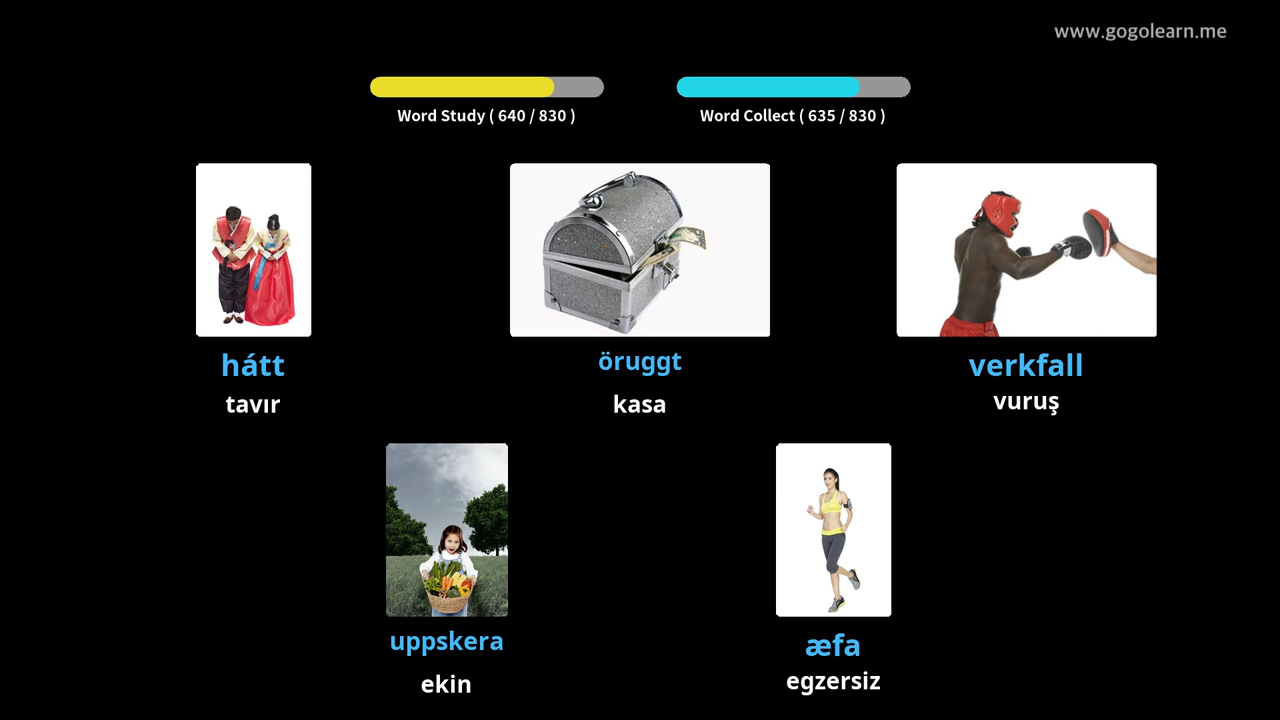 www.gogolearn.me
Word Study ( 640 / 830 )
Word Collect ( 635 / 830 )
hátt
tavır
öruggt
kasa
verkfall
vuruş
uppskera
ekin
æfa
egzersiz